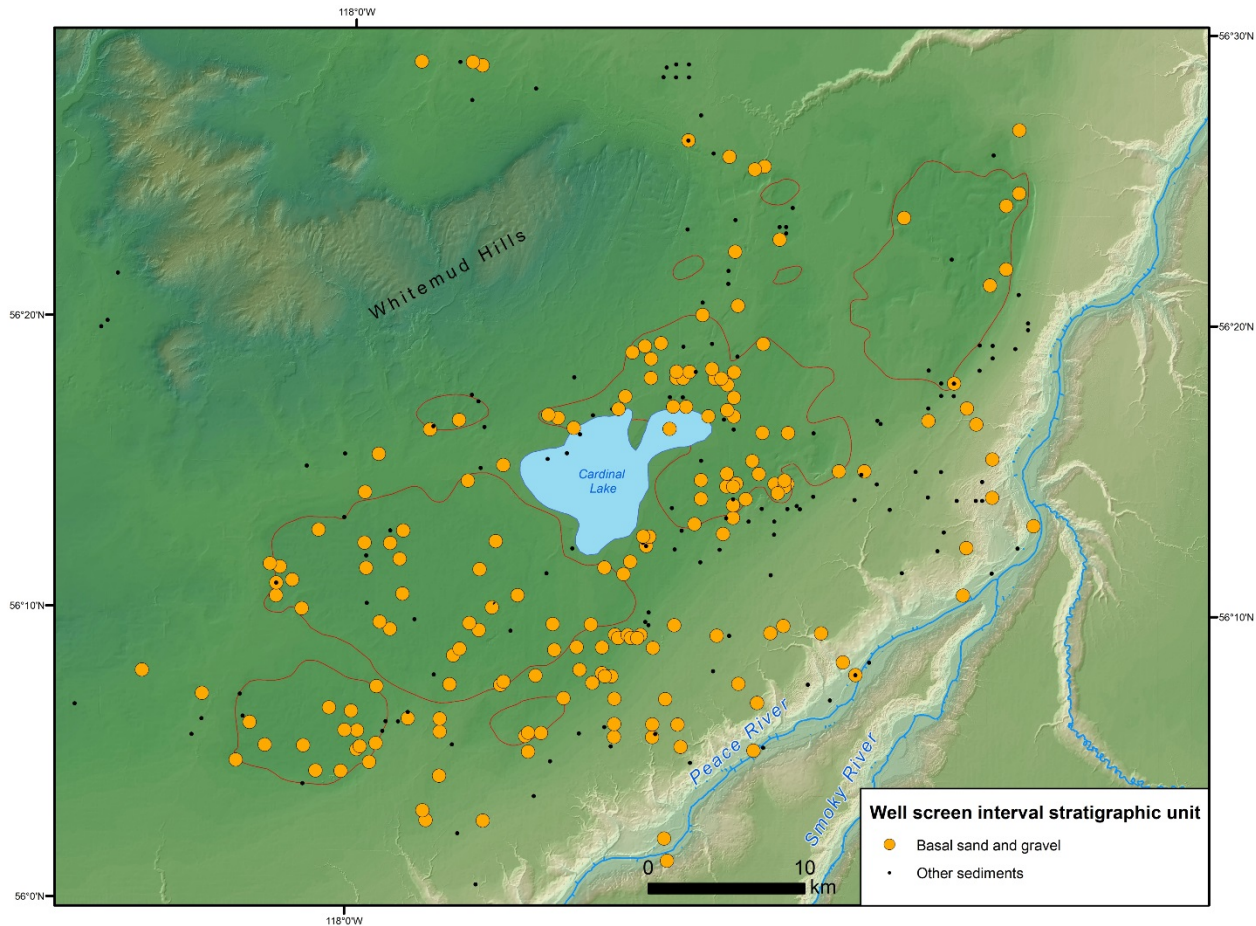 118°0'W
56°30'N
Whitemud Hills
56°20'N
56°20'N
Cardinal
Lake
56°10'N
56°10'N
Peace River
Smoky River
Well screen interval stratigraphic unit
Basal sand and gravel
Other sediments
0 10
km
56°0'N
118°0'W